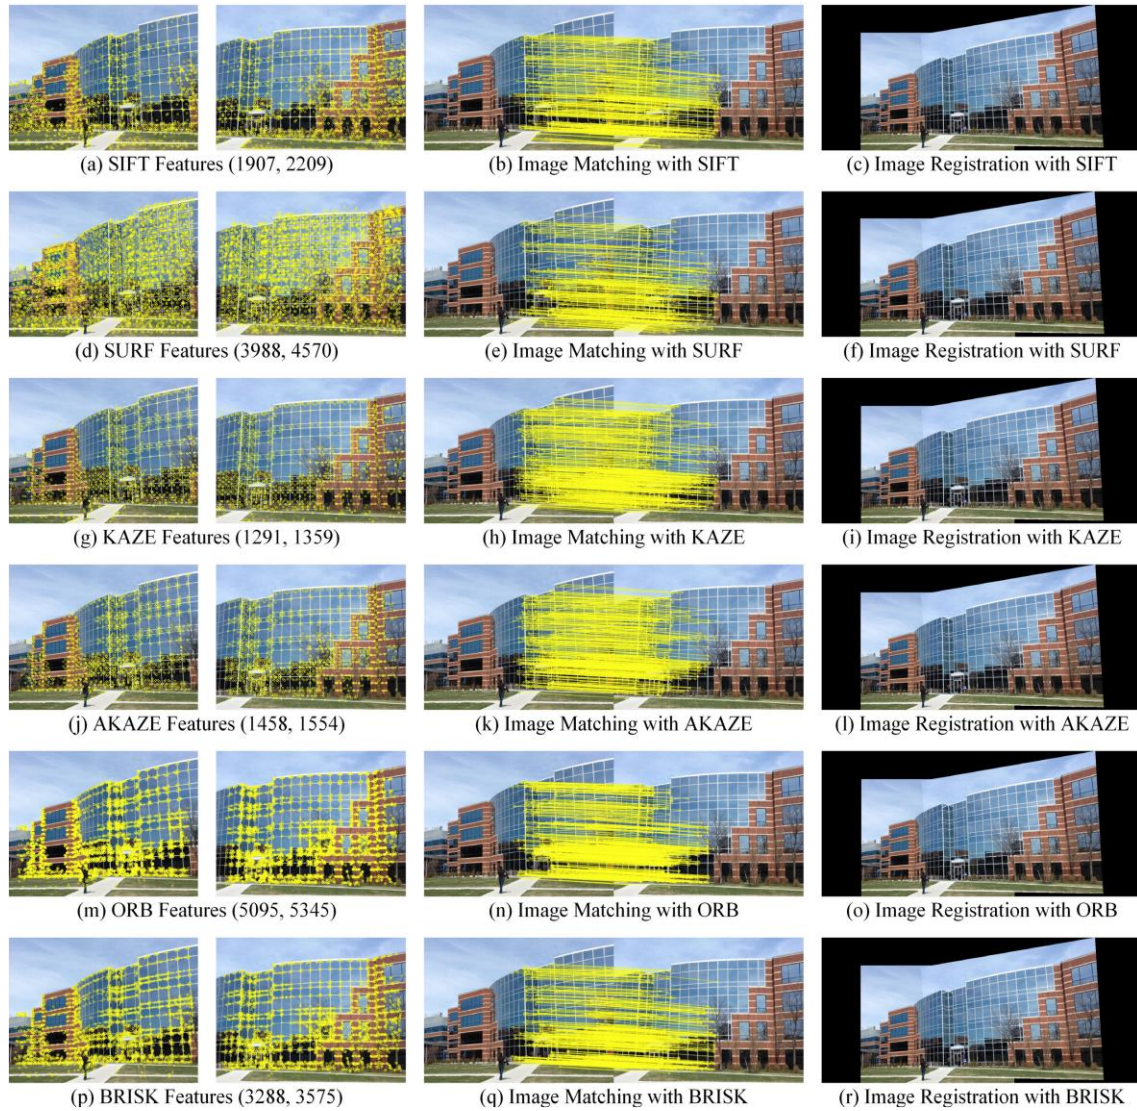 (a) SIFT Features (1907, 2209)
(b) Image Matching with SIFT
(c) Image Registration with SIFT
(d) SURF Features (3988, 4570)
(e) Image Matching with SURF
(f) Image Registration with SURF
(g) KAZE Features (1291, 1359)
(h) Image Matching with KAZE
(i) Image Registration with KAZE
(j) AKAZE Features (1458, 1554)
(k) Image Matching with AKAZE
(l) Image Registration with AKAZE
(m) ORB Features (5095, 5345)
(n) Image Matching with ORB
(o) Image Registration with ORB
(p) BRISK Features (3288, 3575)
(q) Image Matching with BRISK
(r) Image Registration with BRISK